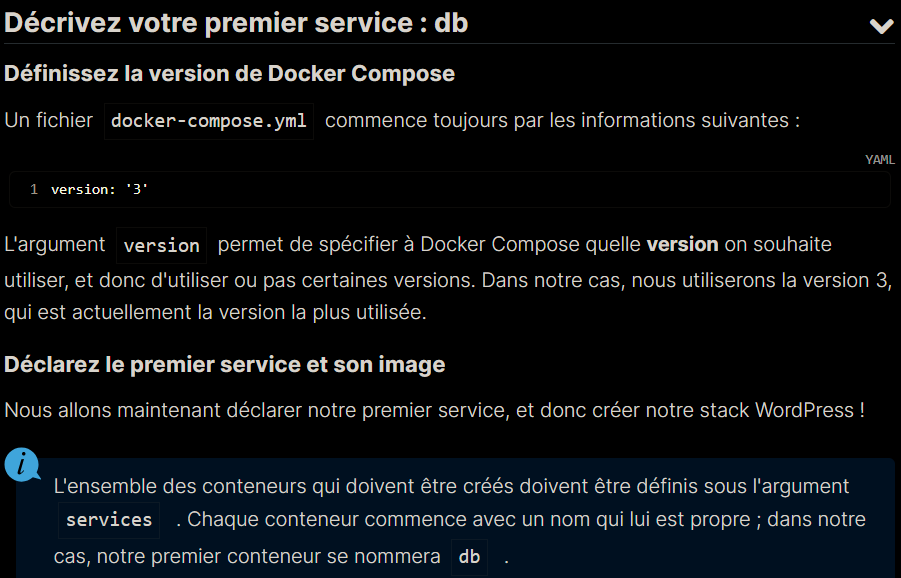 Décrivez votre premier service : db
Définissez la version de Docker Compose
Un fichier docker-compose.yml commence toujours par les informations suivantes :
YAML
1 version: '3'
L'argument version permet de spécifier à Docker Compose quelle version on souhaite
utiliser, et donc d'utiliser ou pas certaines versions. Dans notre cas, nous utiliserons la version 3,
qui est actuellement la version la plus utilisée.
Déclarez le premier service et son image
Nous allons maintenant déclarer notre premier service, et donc créer notre stack WordPress !
i
L'ensemble des conteneurs qui doivent être créés doivent être définis sous l'argument
services . Chaque conteneur commence avec un nom qui lui est propre ; dans notre
cas, notre premier conteneur se nommera db .